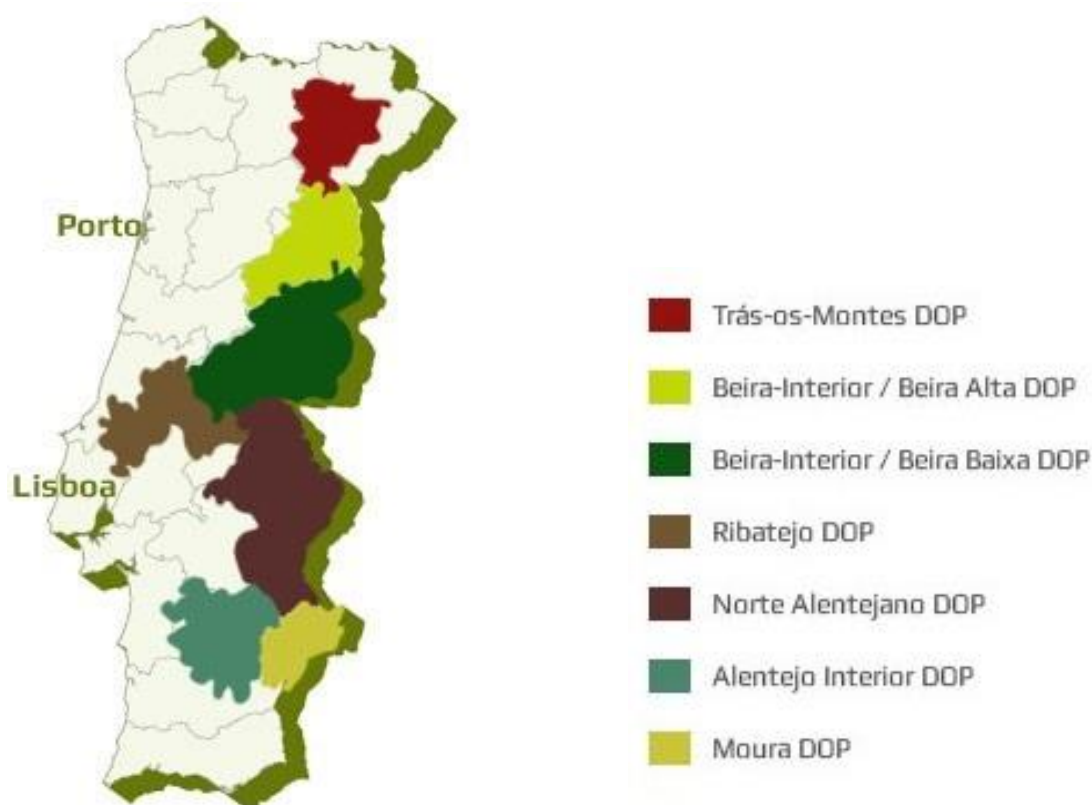 Porto
Lisboa
Trás-os-Montes DOP
Beira-Interior / Beira Alta DOP
Beira-Interior / Beira Baixa DOP
Ribatejo DOP
Norte Alentejano DOP
Alentejo Interior DOP
Moura DOP